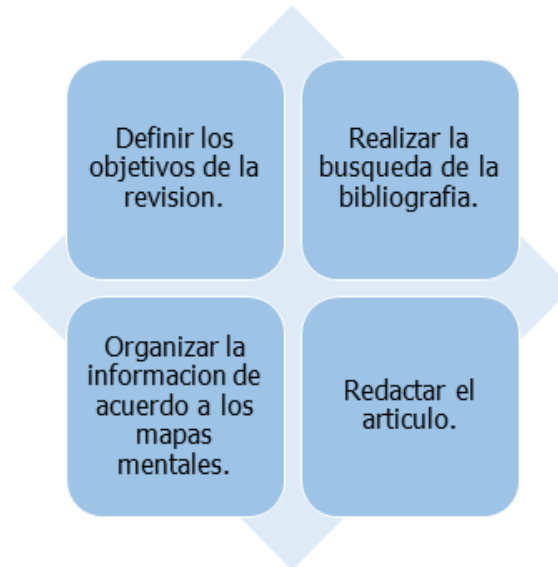 Definir los
objetivos de la
revision.
Realizar la
busqueda de la
bibliografia.
Organizar la
informacion de
acuerdo a los
mapas
mentales.
Redactar el
articulo.